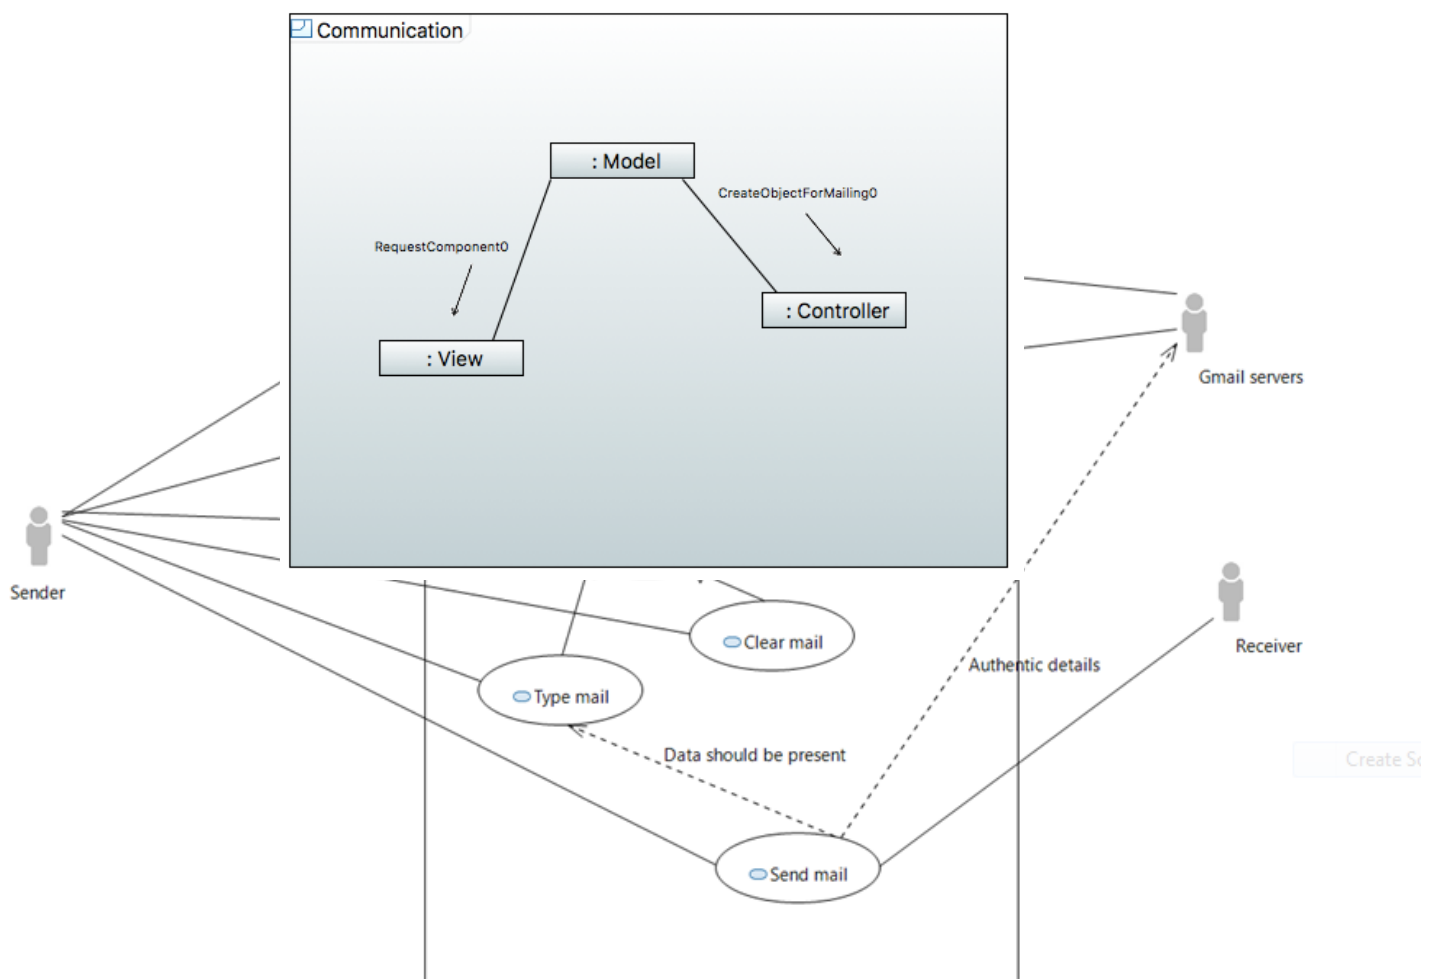 Communication
: Model
CreateObjectForMailing()
RequestComponent()
: Controller
: View
Gmail servers
Sender
Clear mail
Receiver
Authentic details
Type mail
Data should be present
Create
Send mail